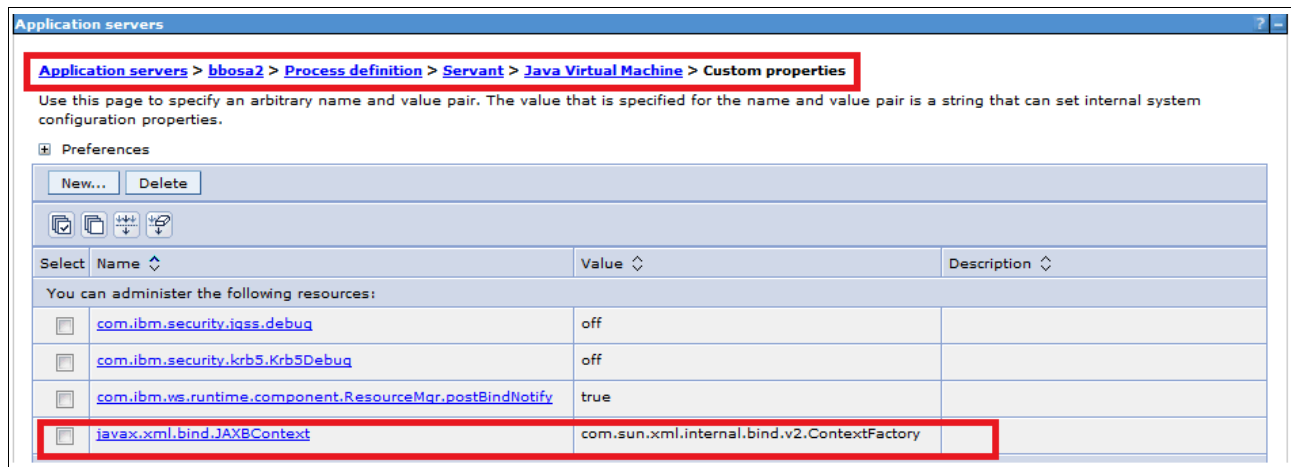 Application servers ? –
Application servers > bbosa2 > Process definition > Servant > Java Virtual Machine > Custom properties
Use this page to specify an arbitrary name and value pair. The value that is specified for the name and value pair is a string that can set internal system
configuration properties.
+ Preferences
New... Delete
Select Name Value Description
You can administer the following resources:
com.ibm.security.jgss.debug off
com.ibm.security.krb5.Krb5Debug off
com.ibm.ws.runtime.component.ResourceMgr.postBindNotify true
javax.xml.bind.JAXBContext com.sun.xml.internal.bind.v2.ContextFactory